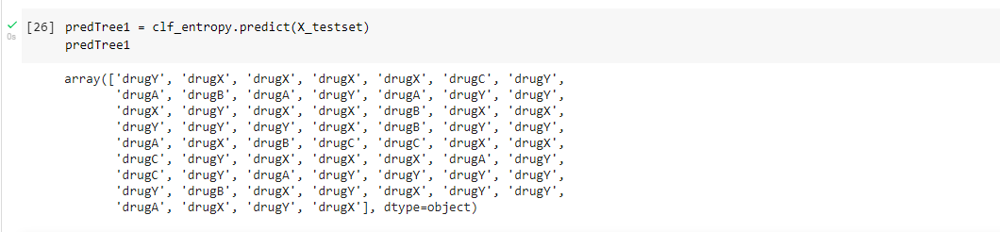 [26] predTree1 = clf_entropy.predict(X_testset)
0s
predTree1
array(['drugY', 'drugX', 'drugX', 'drugX', 'drugX', 'drugC', 'drugY',
'drugA', 'drugB', 'drugA', 'drugY', 'drugA', 'drugY', 'drugY',
'drugX', 'drugY', 'drugX', 'drugX', 'drugB', 'drugX', 'drugX',
'drugY', 'drugY', 'drugY', 'drugX', 'drugB', 'drugY', 'drugY',
'drugA', 'drugX', 'drugB', 'drugC', 'drugC', 'drugX', 'drugX',
'drugC', 'drugY', 'drugX', 'drugX', 'drugX', 'drugA', 'drugY',
'drugC', 'drugY', 'drugA', 'drugY', 'drugY', 'drugY', 'drugY',
'drugY', 'drugB', 'drugX', 'drugY', 'drugX', 'drugY', 'drugY',
'drugA', 'drugX', 'drugY', 'drugX'], dtype=object)